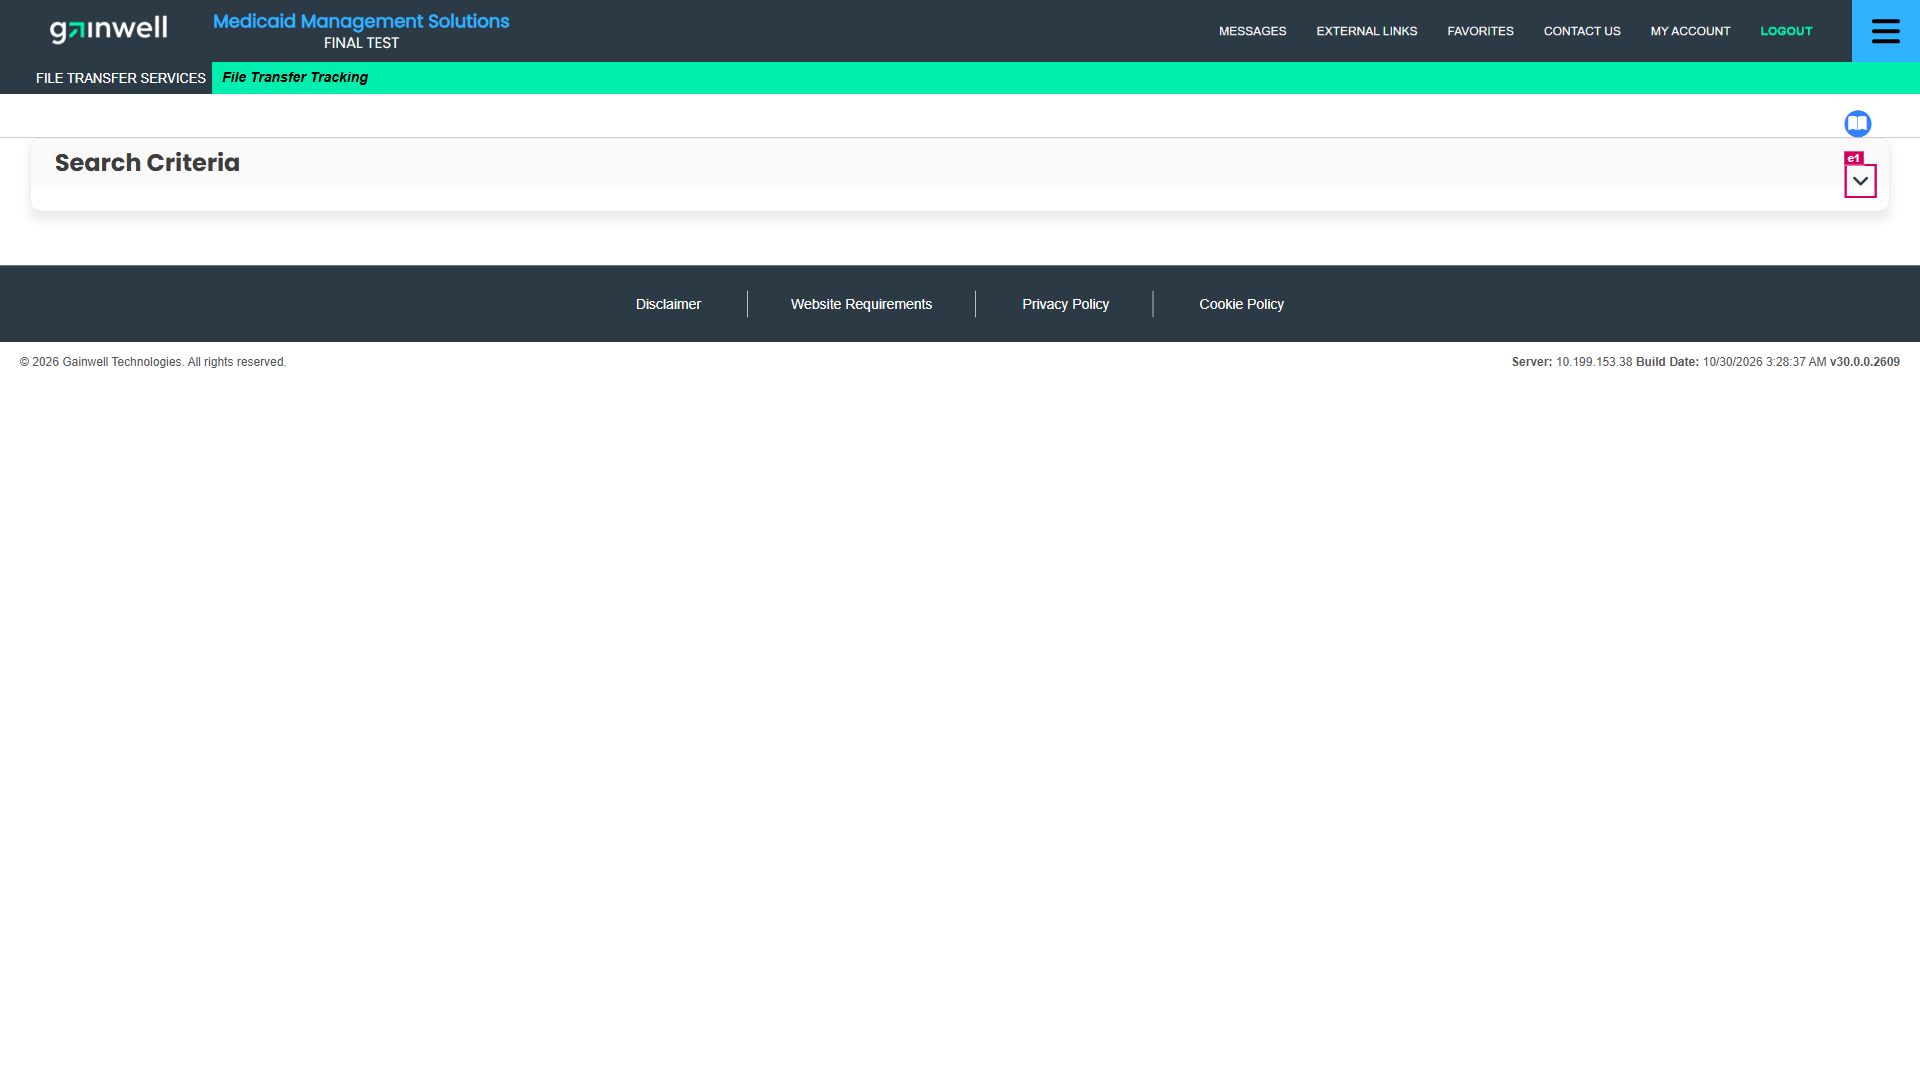 gainwell
Medicaid Management Solutions
FINAL TEST
MESSAGES
EXTERNAL LINKS
FAVORITES
CONTACT US
MY ACCOUNT
LOGOUT
FILE TRANSFER SERVICES
File Transfer Tracking
Search Criteria
e1
Disclaimer
Website Requirements
Privacy Policy
Cookie Policy
© 2026 Gainwell Technologies. All rights reserved.
Server: 10.199.153.38 Build Date: 10/30/2026 3:28:37 AM v30.0.0.2609